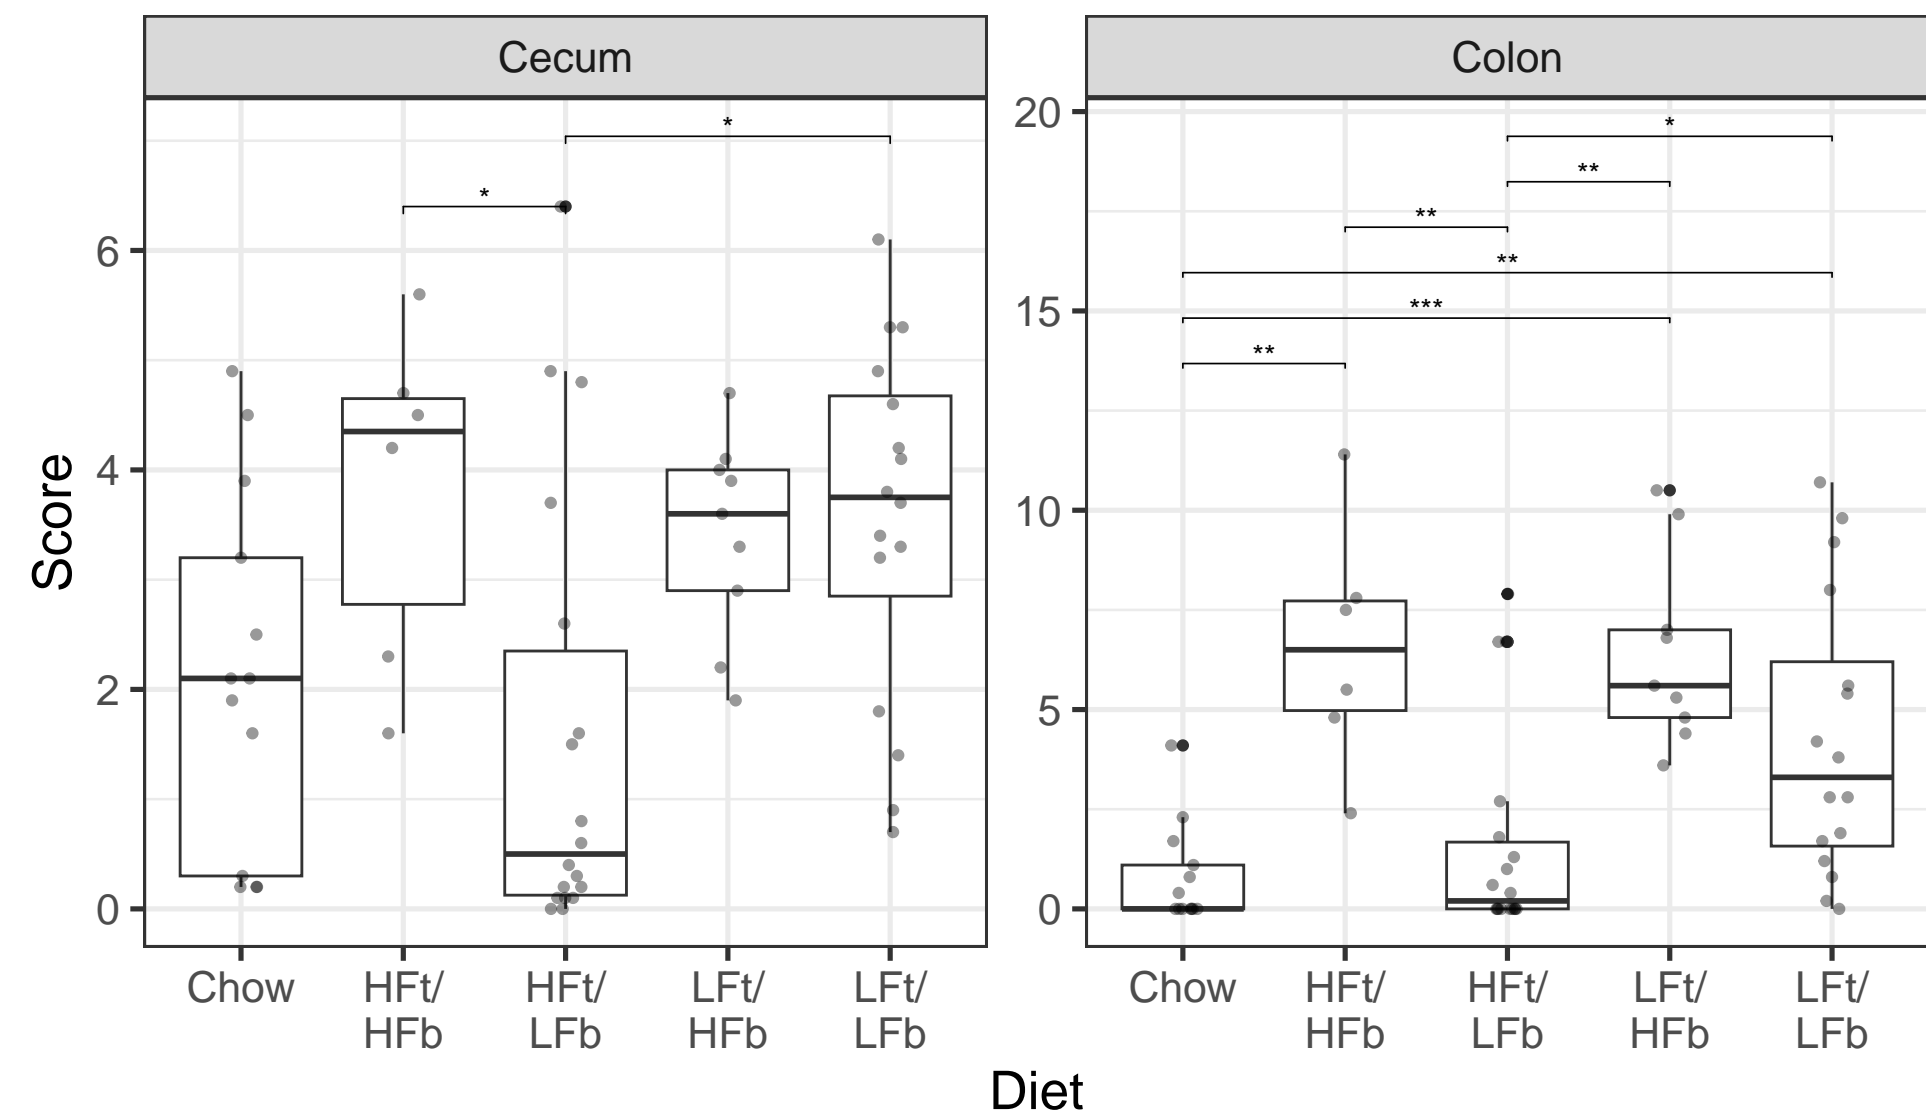 Cecum
Colon
Score
6
4
2
0
*
*
20
15
10
5
0
*
**
**
**
***
**
Chow
HFt/
HFb
HFt/
LFb
LFt/
HFb
LFt/
LFb
Chow
HFt/
HFb
HFt/
LFb
LFt/
HFb
LFt/
LFb
Diet